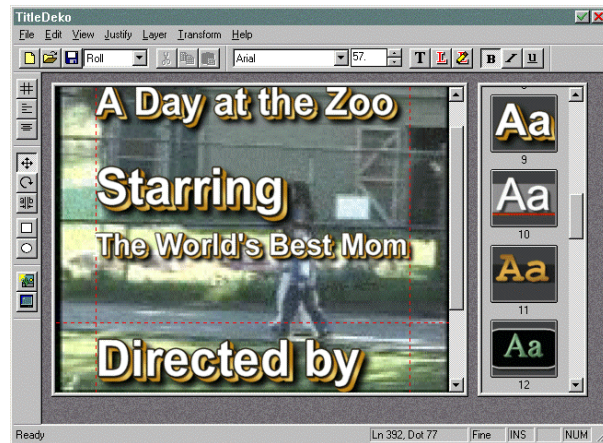 TitleDeko
File Edit View Justify Layer Transform Help
Roll Arial 57. T L Z B I U
A Day at the Zoo
Starring
The World's Best Mom
Directed by
Aa
9
Aa
10
Aa
11
Aa
12
Ready Ln 392, Dot 77 Fine INS NUM